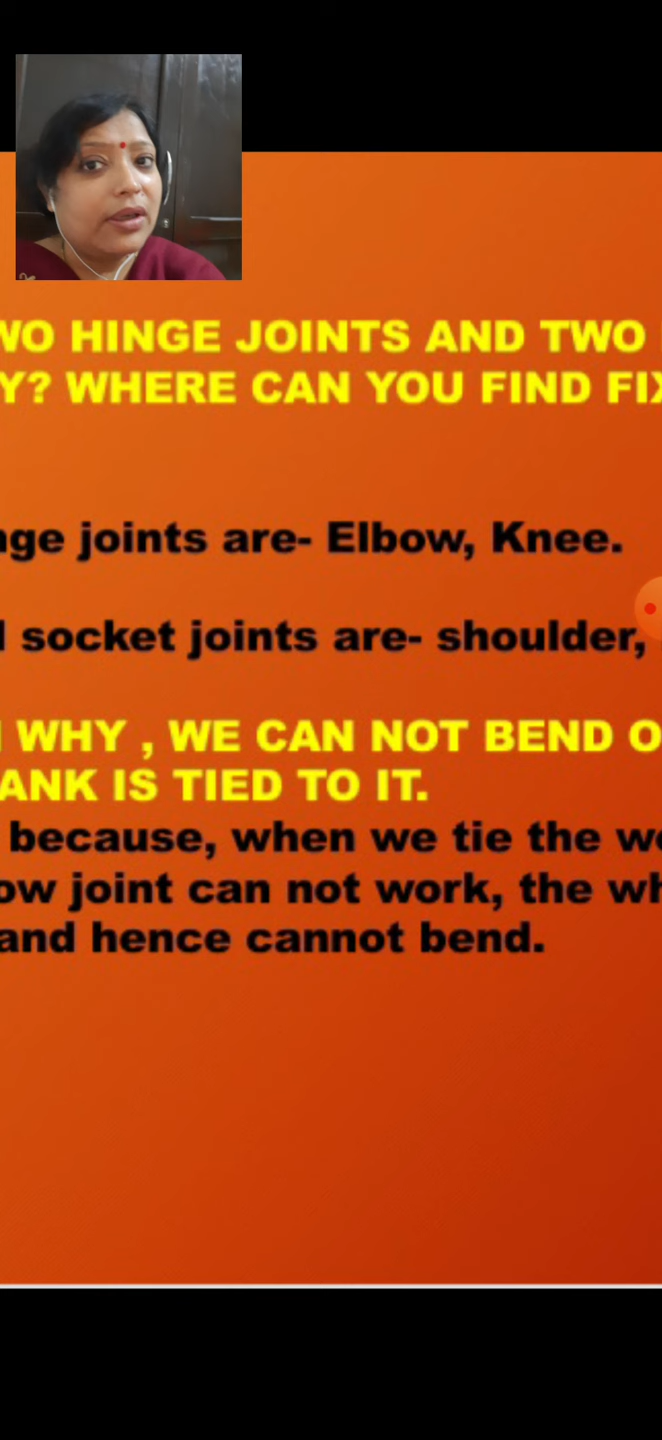 WO HINGE JOINTS AND TWO
Y? WHERE CAN YOU FIND FIX
nge joints are- Elbow, Knee.
socket joints are- shoulder,
WHY , WE CAN NOT BEND O
ANK IS TIED TO IT.
because, when we tie the wo
ow joint can not work, the wh
and hence cannot bend.